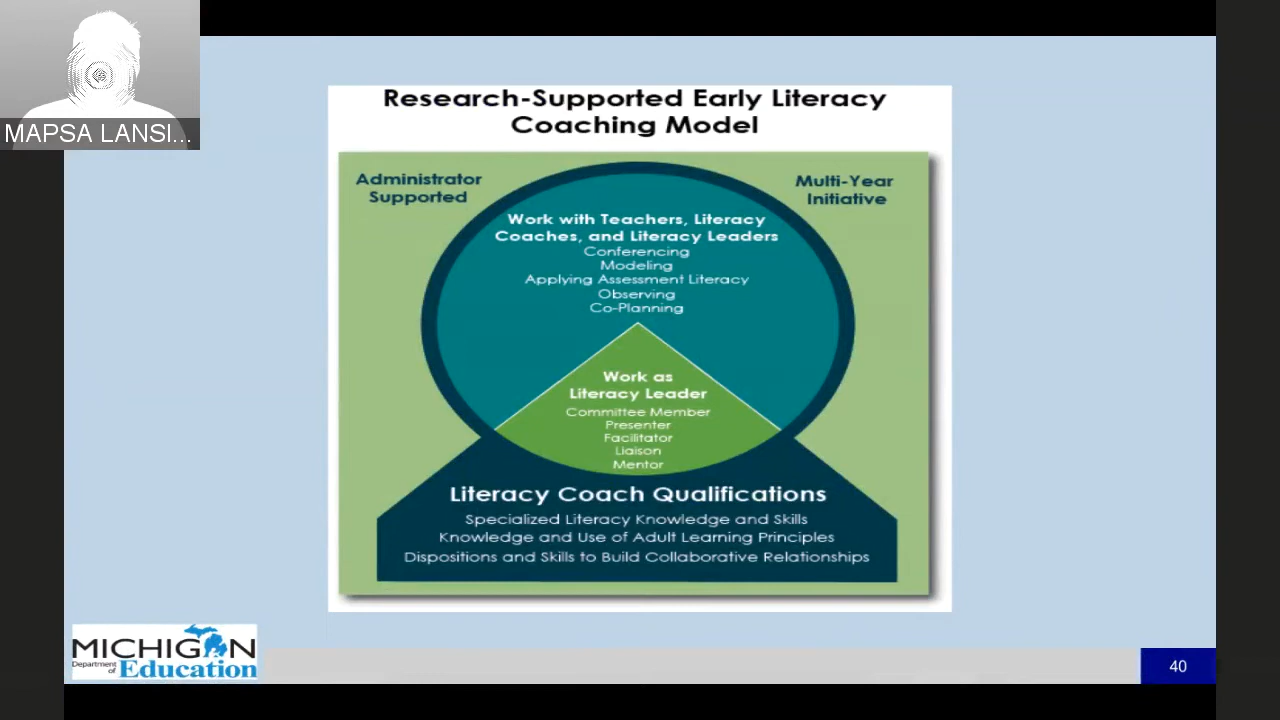 MAPSA LANSI...
Research-Supported Early Literacy
Coaching Model
Administrator
Supported
Multi-Year
Initiative
Work with Teachers, Literacy
Coaches, and Literacy Leaders
Conferencing
Modeling
Applying Assessment Literacy
Observing
Co-Planning
Work as
Literacy Leader
Committee Member
Presenter
Facilitator
Liaison
Mentor
Literacy Coach Qualifications
Specialized Literacy Knowledge and Skills
Knowledge and Use of Adult Learning Principles
Dispositions and Skills to Build Collaborative Relationships
MICHIGAN
Department of Education
40